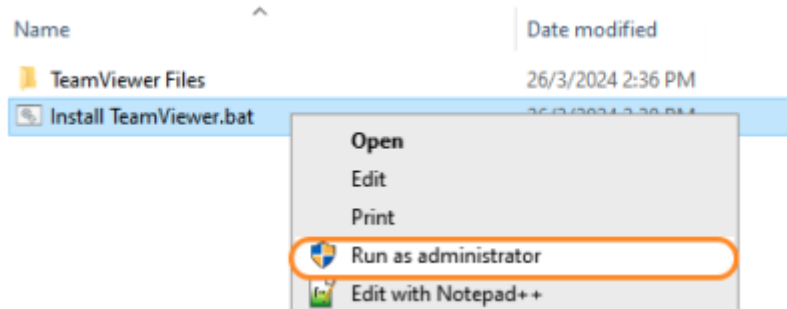 Name Date modified
TeamViewer Files 26/3/2024 2:36 PM
Install TeamViewer.bat
Open
Edit
Print
Run as administrator
Edit with Notepad++